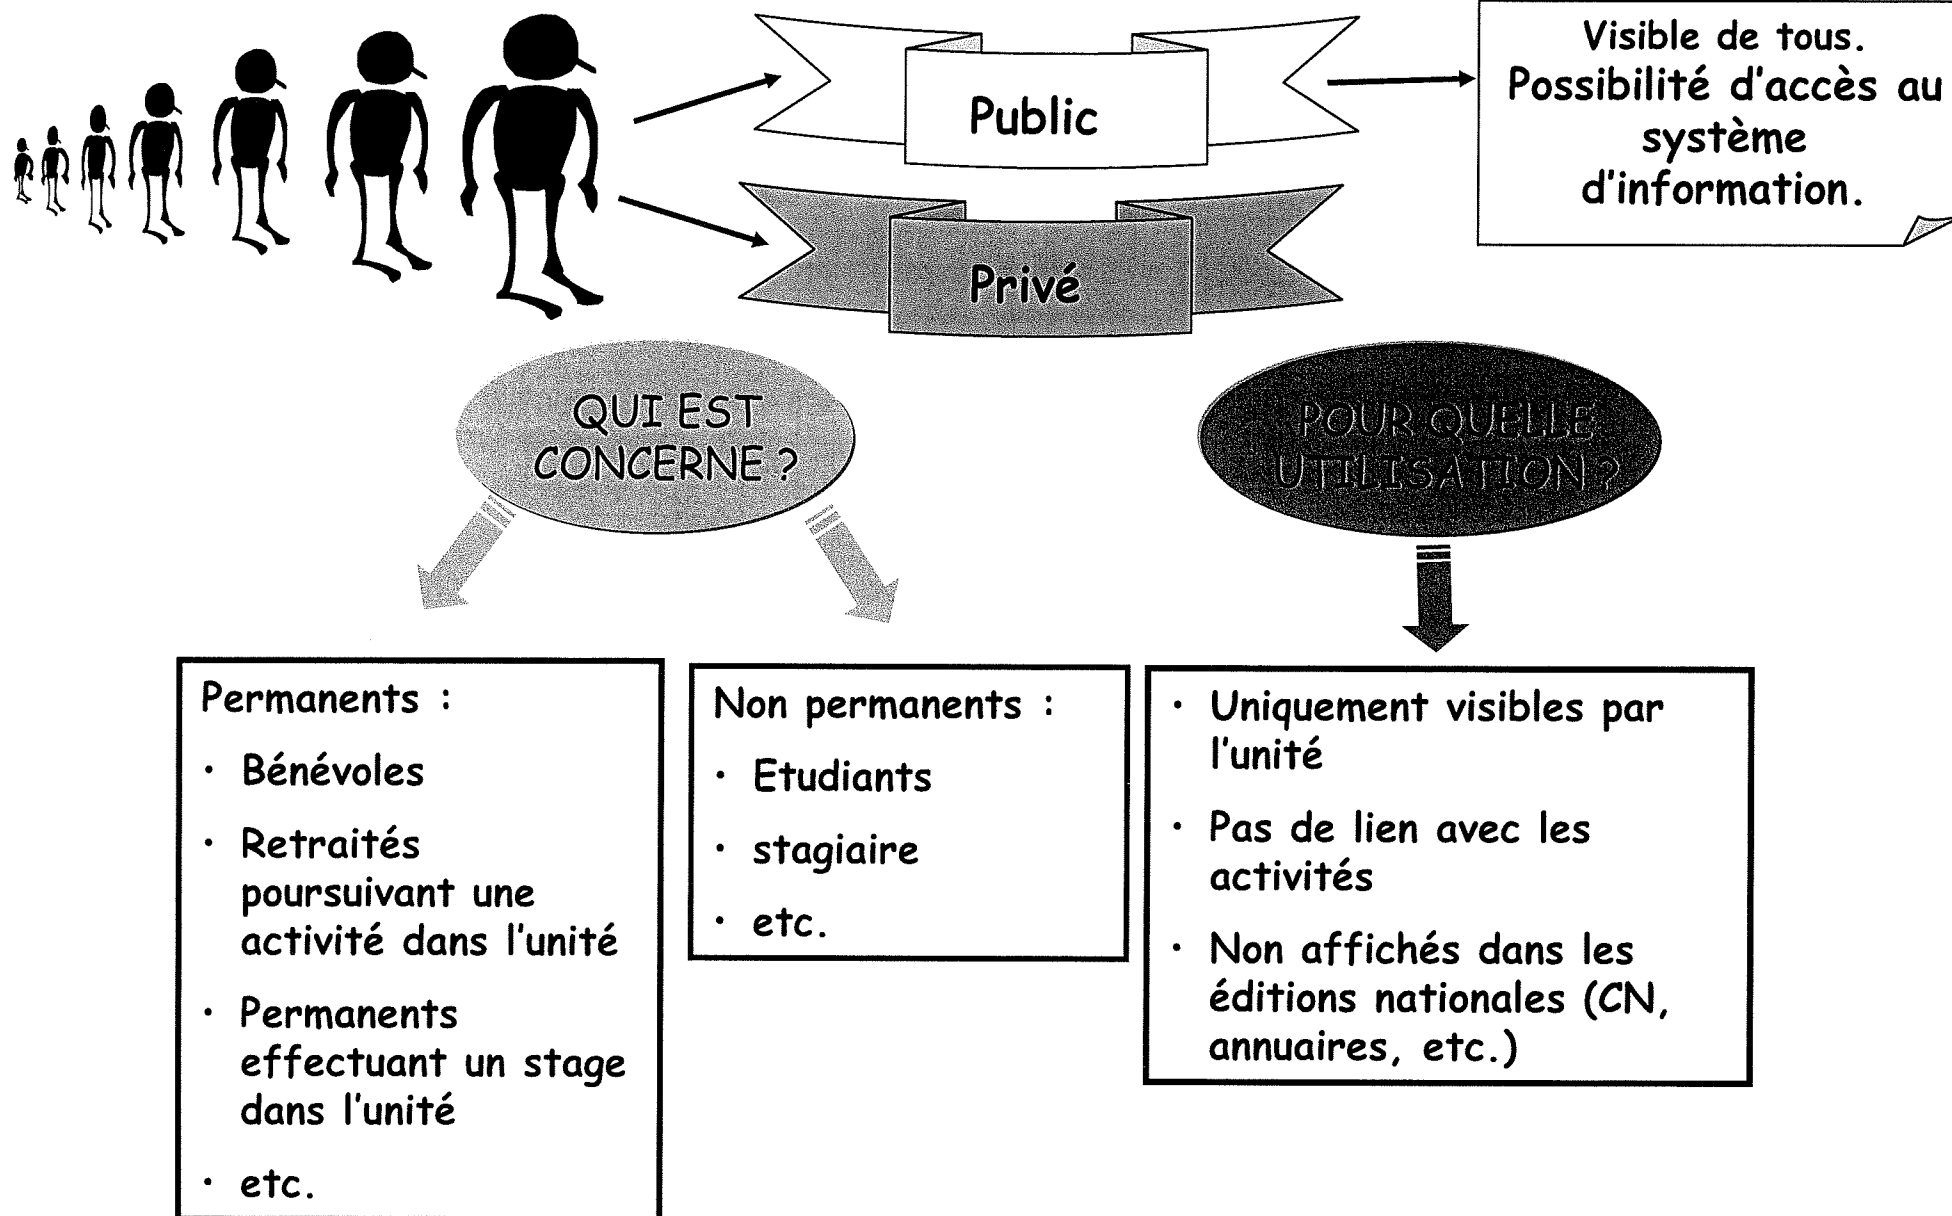 Public
Visible de tous.
Possibilité d'accès au
système
d'information.
Privé
QUI EST
CONCERNE ?
POUR QUELLE
UTILISATION ?
Permanents :
· Bénévoles
· Retraités
poursuivant une
activité dans l'unité
· Permanents
effectuant un stage
dans l'unité
· etc.
Non permanents :
· Etudiants
· stagiaire
· etc.
· Uniquement visibles par
l'unité
· Pas de lien avec les
activités
· Non affichés dans les
éditions nationales (CN,
annuaires, etc.)